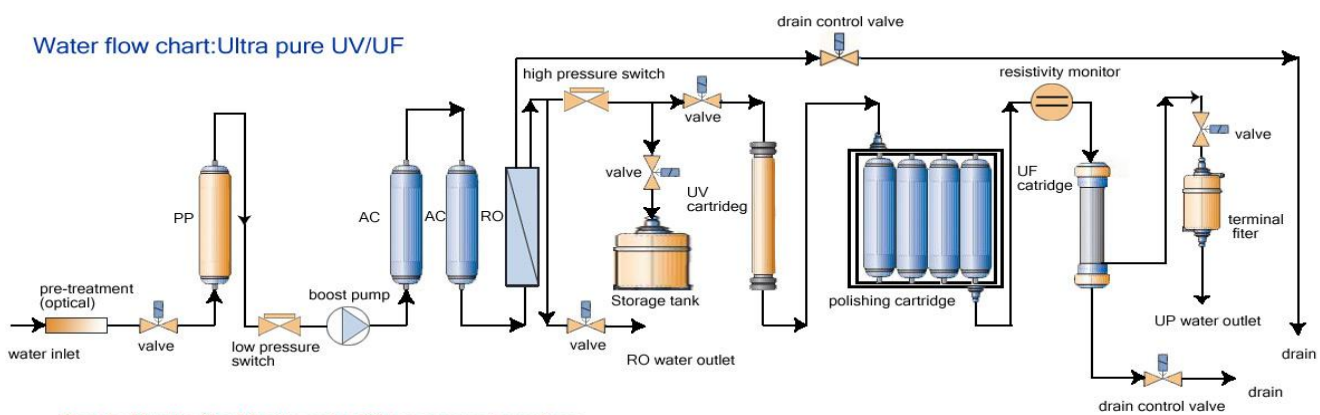 Water flow chart:Ultra pure UV/UF
drain control valve
high pressure switch
resistivity monitor
valve
valve
valve
PP
AC
AC
RO
UV
cartrideg
UF
catridge
terminal
fiter
pre-treatment
(optical)
boost pump
Storage tank
polishing cartridge
UP water outlet
water inlet
valve
low pressure
switch
valve
RO water outlet
drain
drain
drain control valve